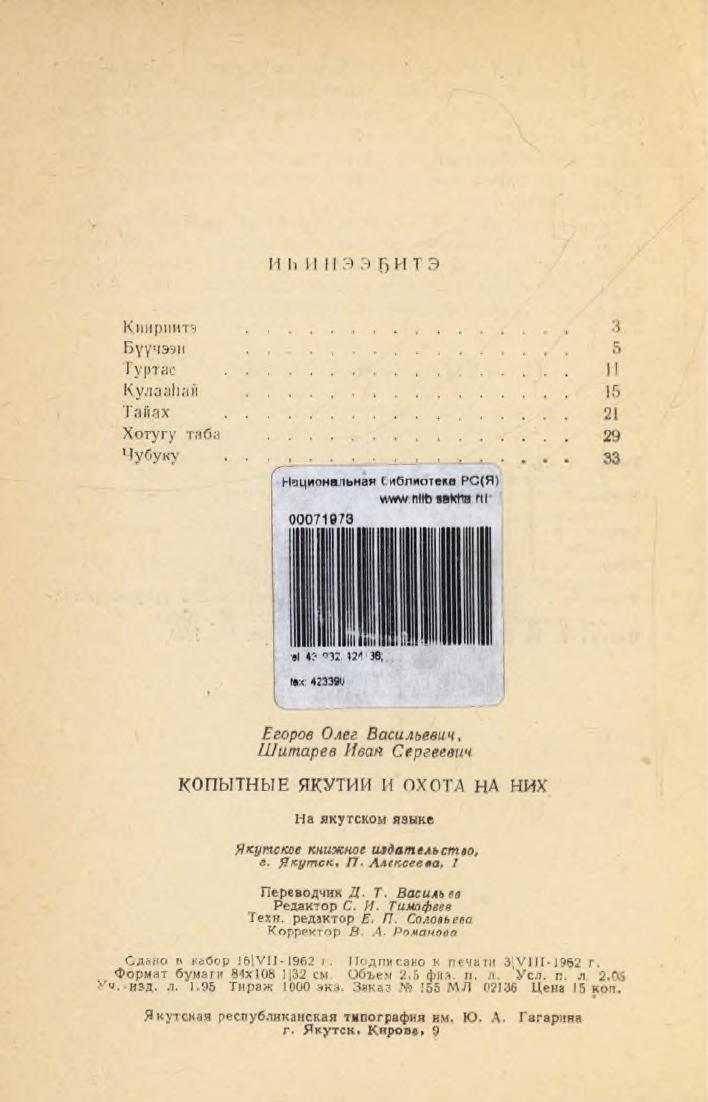 ИҺИНЭЭҔИТЭ
Киириитэ . . . . . . . . . . . . . . . . 3
Бүүчээн . . . . . . . . . . . . . . . . 5
Туртас . . . . . . . . . . . . . . . . . 11
Кулааһай . . . . . . . . . . . . . . . . 15
Тайах . . . . . . . . . . . . . . . . . 21
Хотугу таба . . . . . . . . . . . . . . . 29
Чубуку . . . . . . . . . . . . . . . . . 33
Национальная Библиотека РС(Я)
www.nlib.sakha.ru
00071973
fax: 423390
Егоров Олег Васильевич,
Шитарев Иван Сергеевич
КОПЫТНЫЕ ЯКУТИИ И ОХОТА НА НИХ
На якутском языке
Якутское книжное издательство,
г. Якутск, П. Алексеева, 1
Переводчик Д. Т. Васильев
Редактор С. И. Тимофеев
Техн. редактор Е. П. Соловьева
Корректор В. А. Романова
Сдано в набор 16|VII-1962 г. Подписано к печати 3|VIII-1962 г.
Формат бумаги 84х108 1|32 см. Объем 2,5 физ. п. л. Усл. п. л. 2.05
Уч.-изд. л. 1.95 Тираж 1000 экз. Заказ № 155 МЛ 02136 Цена 15 коп.
Якутская республиканская типография им. Ю. А. Гагарина
г. Якутск, Кирова, 9